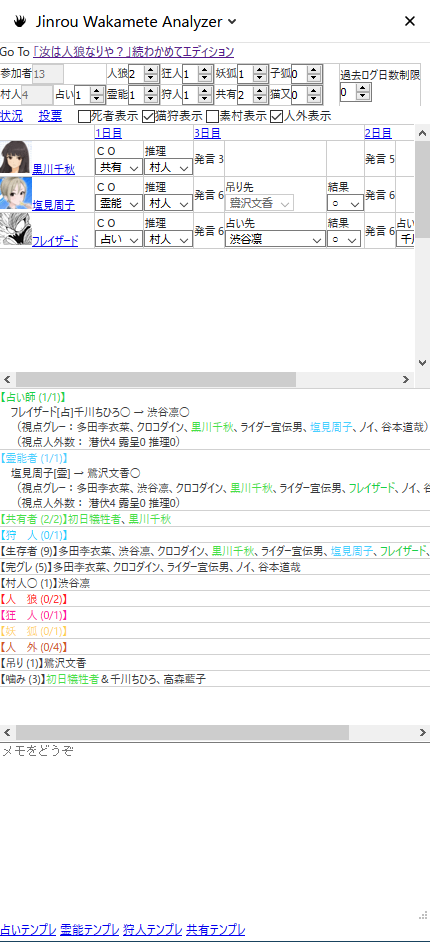 Jinrou Wakamete Analyzer
Go To 「汝は人狼なりや？」続わかめてエディション
参加者 13 人狼 2 狂人 1 妖狐 1 子狐 0 過去ログ日数制限
村人 4 占い 1 霊能 1 狩人 1 共有 2 猫又 0 0
状況 投票 死者表示 猫狩表示 素村表示 人外表示
1日目 3日目 2日目
黒川千秋 ＣＯ 共有 推理 村人 発言 3 発言 5
塩見周子 ＣＯ 霊能 推理 村人 発言 6 吊り先 鷺沢文香 結果 ○ 発言 6
フレイザード ＣＯ 占い 推理 村人 発言 6 占い先 渋谷凛 結果 ○ 発言 6 占い 千川
【占い師 (1/1)】
フレイザード[占]千川ちひろ○ → 渋谷凛○
（視点グレー：多田李衣菜、クロコダイン、黒川千秋、ライダー宣伝男、塩見周子、ノイ、谷本道哉）
（視点人外数： 潜伏4 露呈0 推理0）
【霊能者 (1/1)】
塩見周子[霊] → 鷺沢文香○
（視点グレー：多田李衣菜、渋谷凛、クロコダイン、黒川千秋、ライダー宣伝男、フレイザード、ノイ、谷
（視点人外数： 潜伏4 露呈0 推理0）
【共有者 (2/2)】初日犠牲者、黒川千秋
【狩　人 (0/1)】
【生存者 (9)】多田李衣菜、渋谷凛、クロコダイン、黒川千秋、ライダー宣伝男、塩見周子、フレイザード、
【完グレ (5)】多田李衣菜、クロコダイン、ライダー宣伝男、ノイ、谷本道哉
【村人○ (1)】渋谷凛
【人　狼 (0/2)】
【狂　人 (0/1)】
【妖　狐 (0/1)】
【人　外 (0/4)】
【吊り (1)】鷺沢文香
【噛み (3)】初日犠牲者＆千川ちひろ、高森藍子
メモをどうぞ
占いテンプレ 霊能テンプレ 狩人テンプレ 共有テンプレ